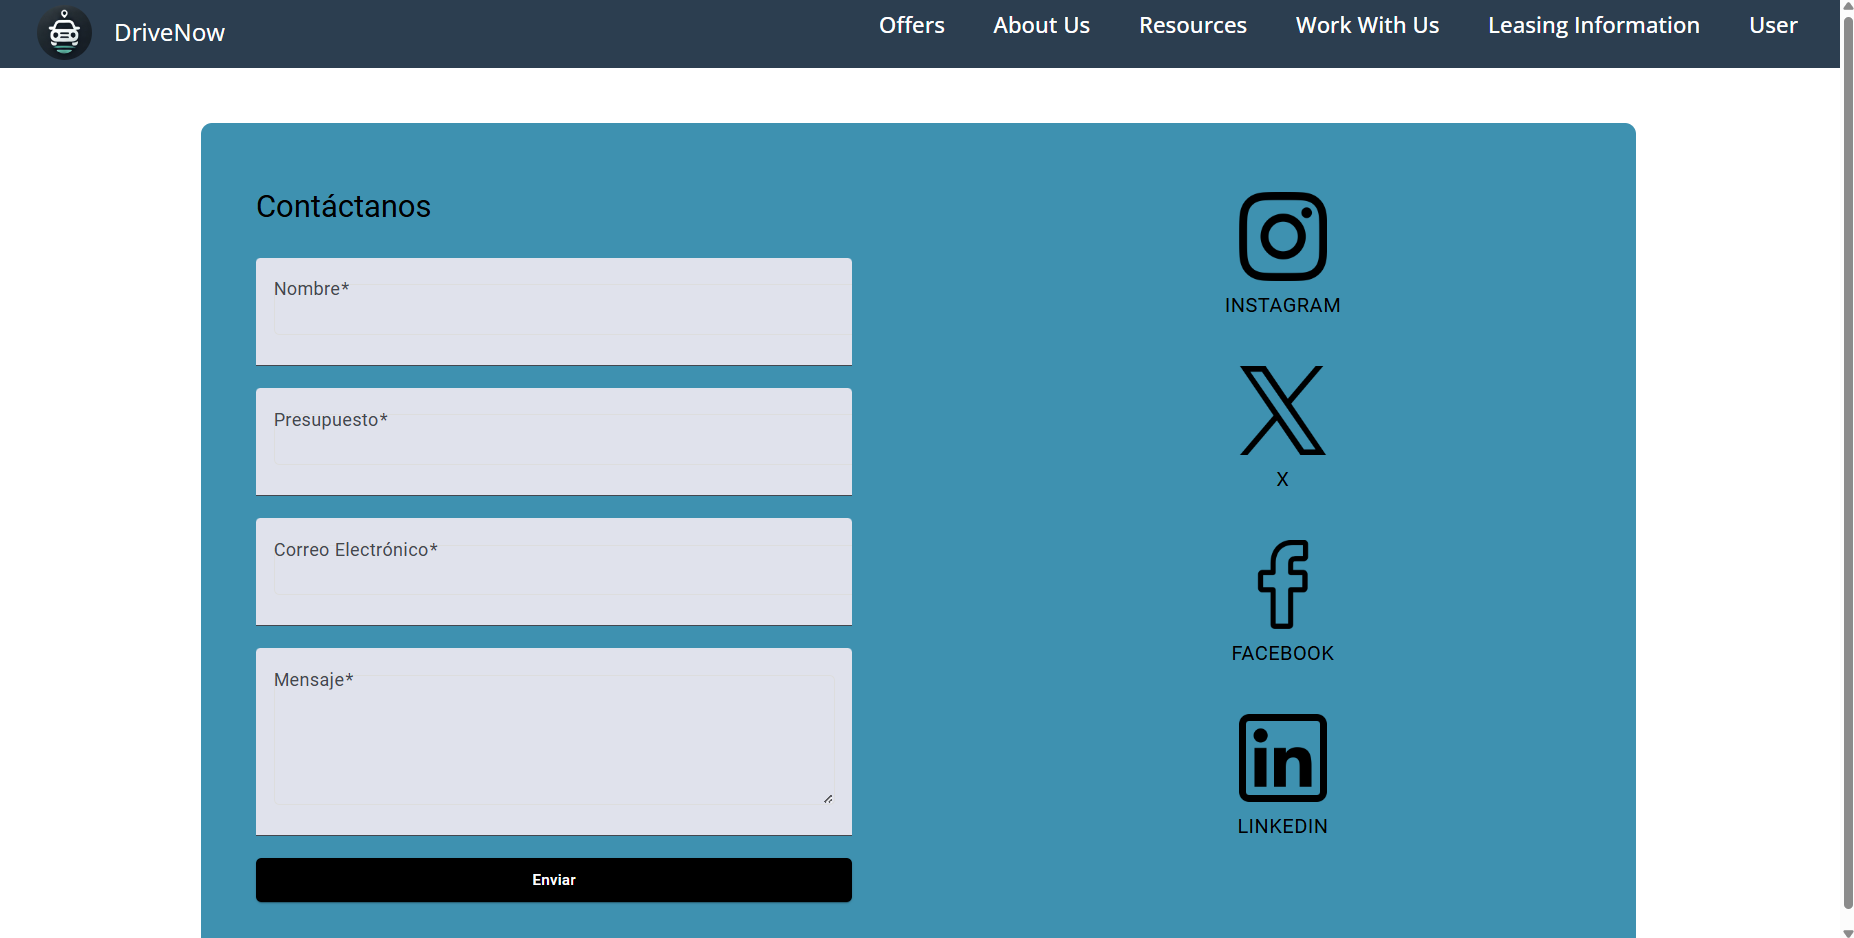 DriveNow
Offers
About Us
Resources
Work With Us
Leasing Information
User
Contáctanos
Nombre*
Presupuesto*
Correo Electrónico*
Mensaje*
Enviar
INSTAGRAM
X
FACEBOOK
in
LINKEDIN